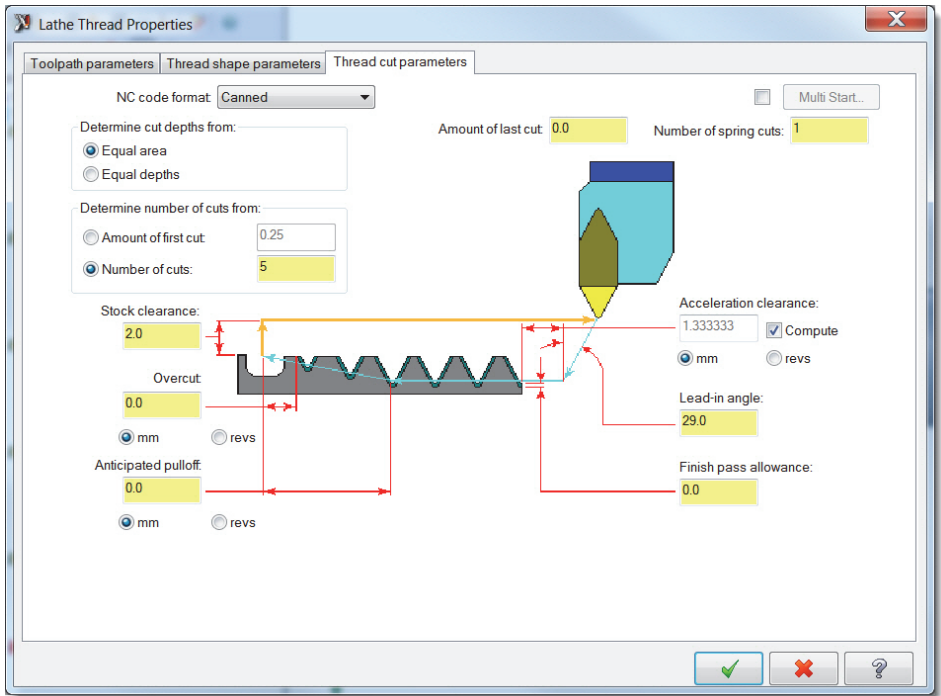 Lathe Thread Properties
Toolpath parameters
Thread shape parameters
Thread cut parameters
NC code format: Canned
Multi Start...
Determine cut depths from:
Equal area
Equal depths
Amount of last cut: 0.0
Number of spring cuts: 1
Determine number of cuts from:
Amount of first cut: 0.25
Number of cuts: 5
Stock clearance:
2.0
Overcut:
0.0
mm revs
Anticipated pulloff:
0.0
mm revs
Acceleration clearance:
1.333333 Compute
mm revs
Lead-in angle:
29.0
Finish pass allowance:
0.0